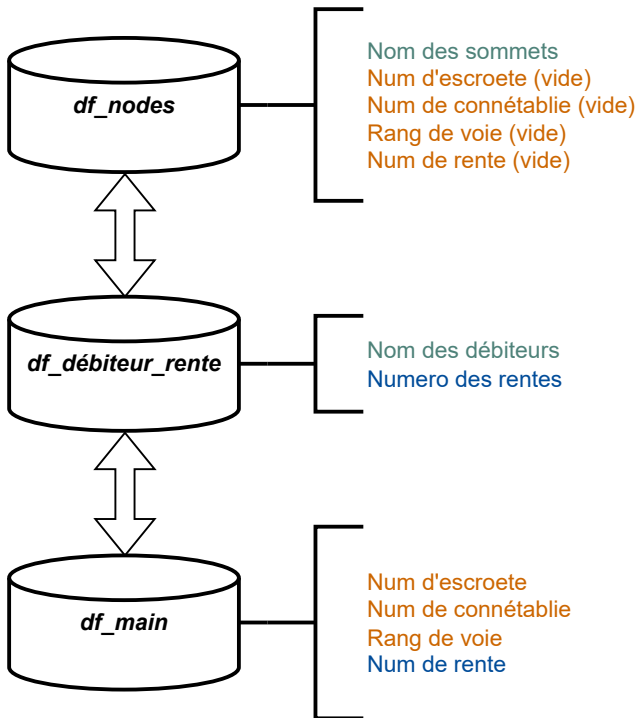 df_nodes
Nom des sommets
Num d'escroete (vide)
Num de connétablie (vide)
Rang de voie (vide)
Num de rente (vide)
df_débiteur_rente
Nom des débiteurs
Numero des rentes
df_main
Num d'escroete
Num de connétablie
Rang de voie
Num de rente